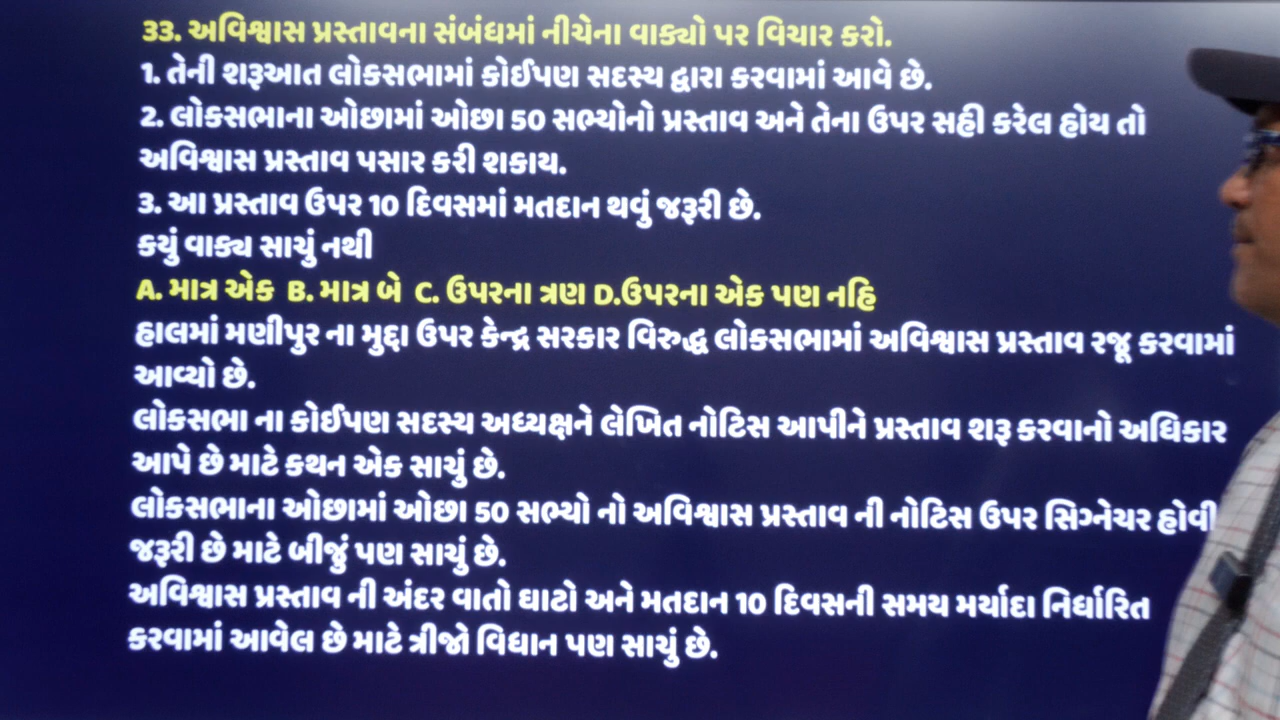 33. અવિશ્વાસ પ્રસ્તાવના સંબંધમાં નીચેના વાક્યો પર વિચાર કરો.
1. તેની શરૂઆત લોકસભામાં કોઈપણ સદસ્ય દ્વારા કરવામાં આવે છે.
2. લોકસભાના ઓછામાં ઓછા 50 સભ્યોનો પ્રસ્તાવ અને તેના ઉપર સહી કરેલ હોય તો
અવિશ્વાસ પ્રસ્તાવ પસાર કરી શકાય.
3. આ પ્રસ્તાવ ઉપર 10 દિવસમાં મતદાન થવું જરૂરી છે.
કયું વાક્ય સાચું નથી
A. માત્ર એક B. માત્ર બે C. ઉપરના ત્રણ D.ઉપરના એક પણ નહિ
હાલમાં મણીપુર ના મુદ્દા ઉપર કેન્દ્ર સરકાર વિરુદ્ધ લોકસભામાં અવિશ્વાસ પ્રસ્તાવ રજૂ કરવામાં
આવ્યો છે.
લોકસભા ના કોઈપણ સદસ્ય અધ્યક્ષને લેખિત નોટિસ આપીને પ્રસ્તાવ શરૂ કરવાનો અધિકાર
આપે છે માટે કથન એક સાચું છે.
લોકસભાના ઓછામાં ઓછા 50 સભ્યો નો અવિશ્વાસ પ્રસ્તાવ ની નોટિસ ઉપર સિગ્નેચર હોવી
જરૂરી છે માટે બીજું પણ સાચું છે.
અવિશ્વાસ પ્રસ્તાવ ની અંદર વાતો ઘાટો અને મતદાન 10 દિવસની સમય મર્યાદા નિર્ધારિત
કરવામાં આવેલ છે માટે ત્રીજો વિધાન પણ સાચું છે.